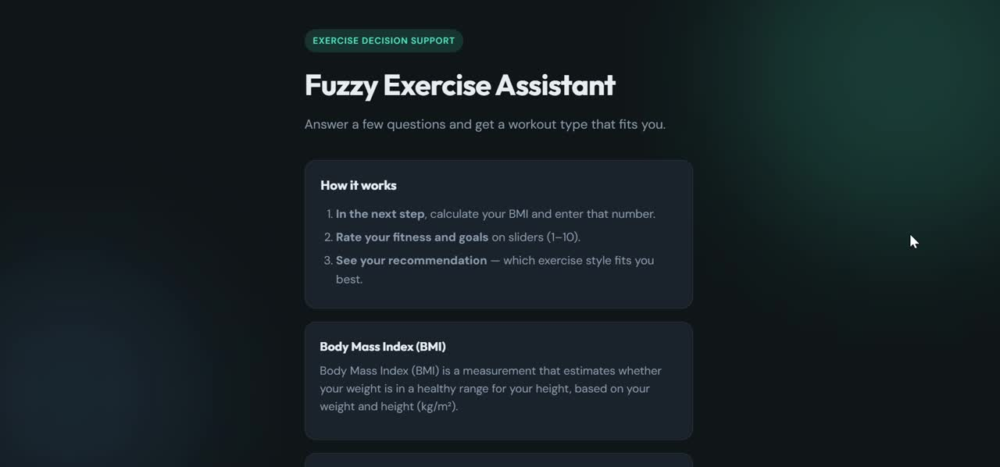 EXERCISE DECISION SUPPORT
Fuzzy Exercise Assistant
Answer a few questions and get a workout type that fits you.
How it works
1. In the next step, calculate your BMI and enter that number.
2. Rate your fitness and goals on sliders (1–10).
3. See your recommendation — which exercise style fits you
best.
Body Mass Index (BMI)
Body Mass Index (BMI) is a measurement that estimates whether
your weight is in a healthy range for your height, based on your
weight and height (kg/m²).